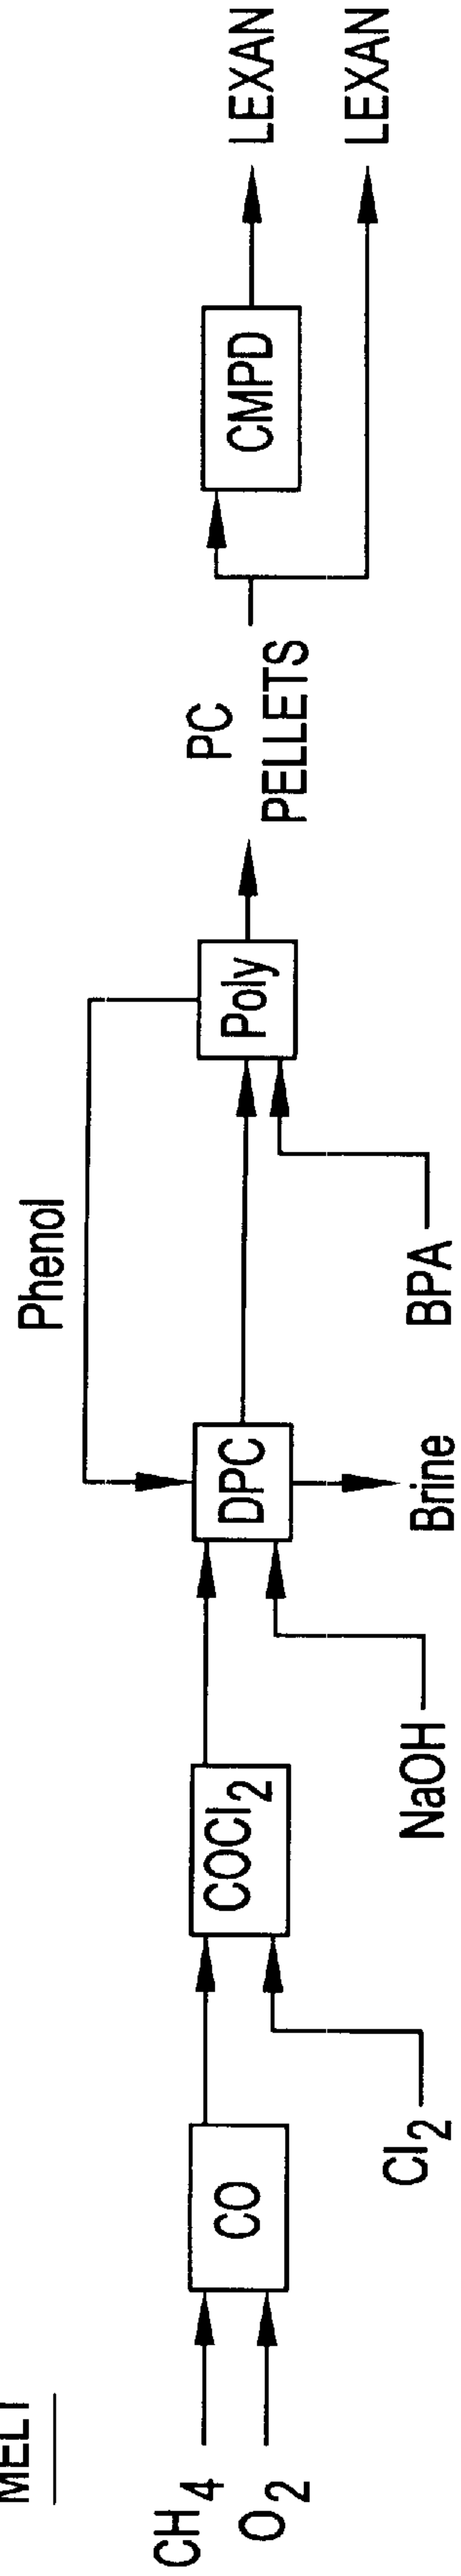 MELT
CH4
O2
CO
Cl2
COCl2
NaOH
DPC
Brine
Phenol
BPA
Poly
PC
PELLETS
CMPD
LEXAN
LEXAN